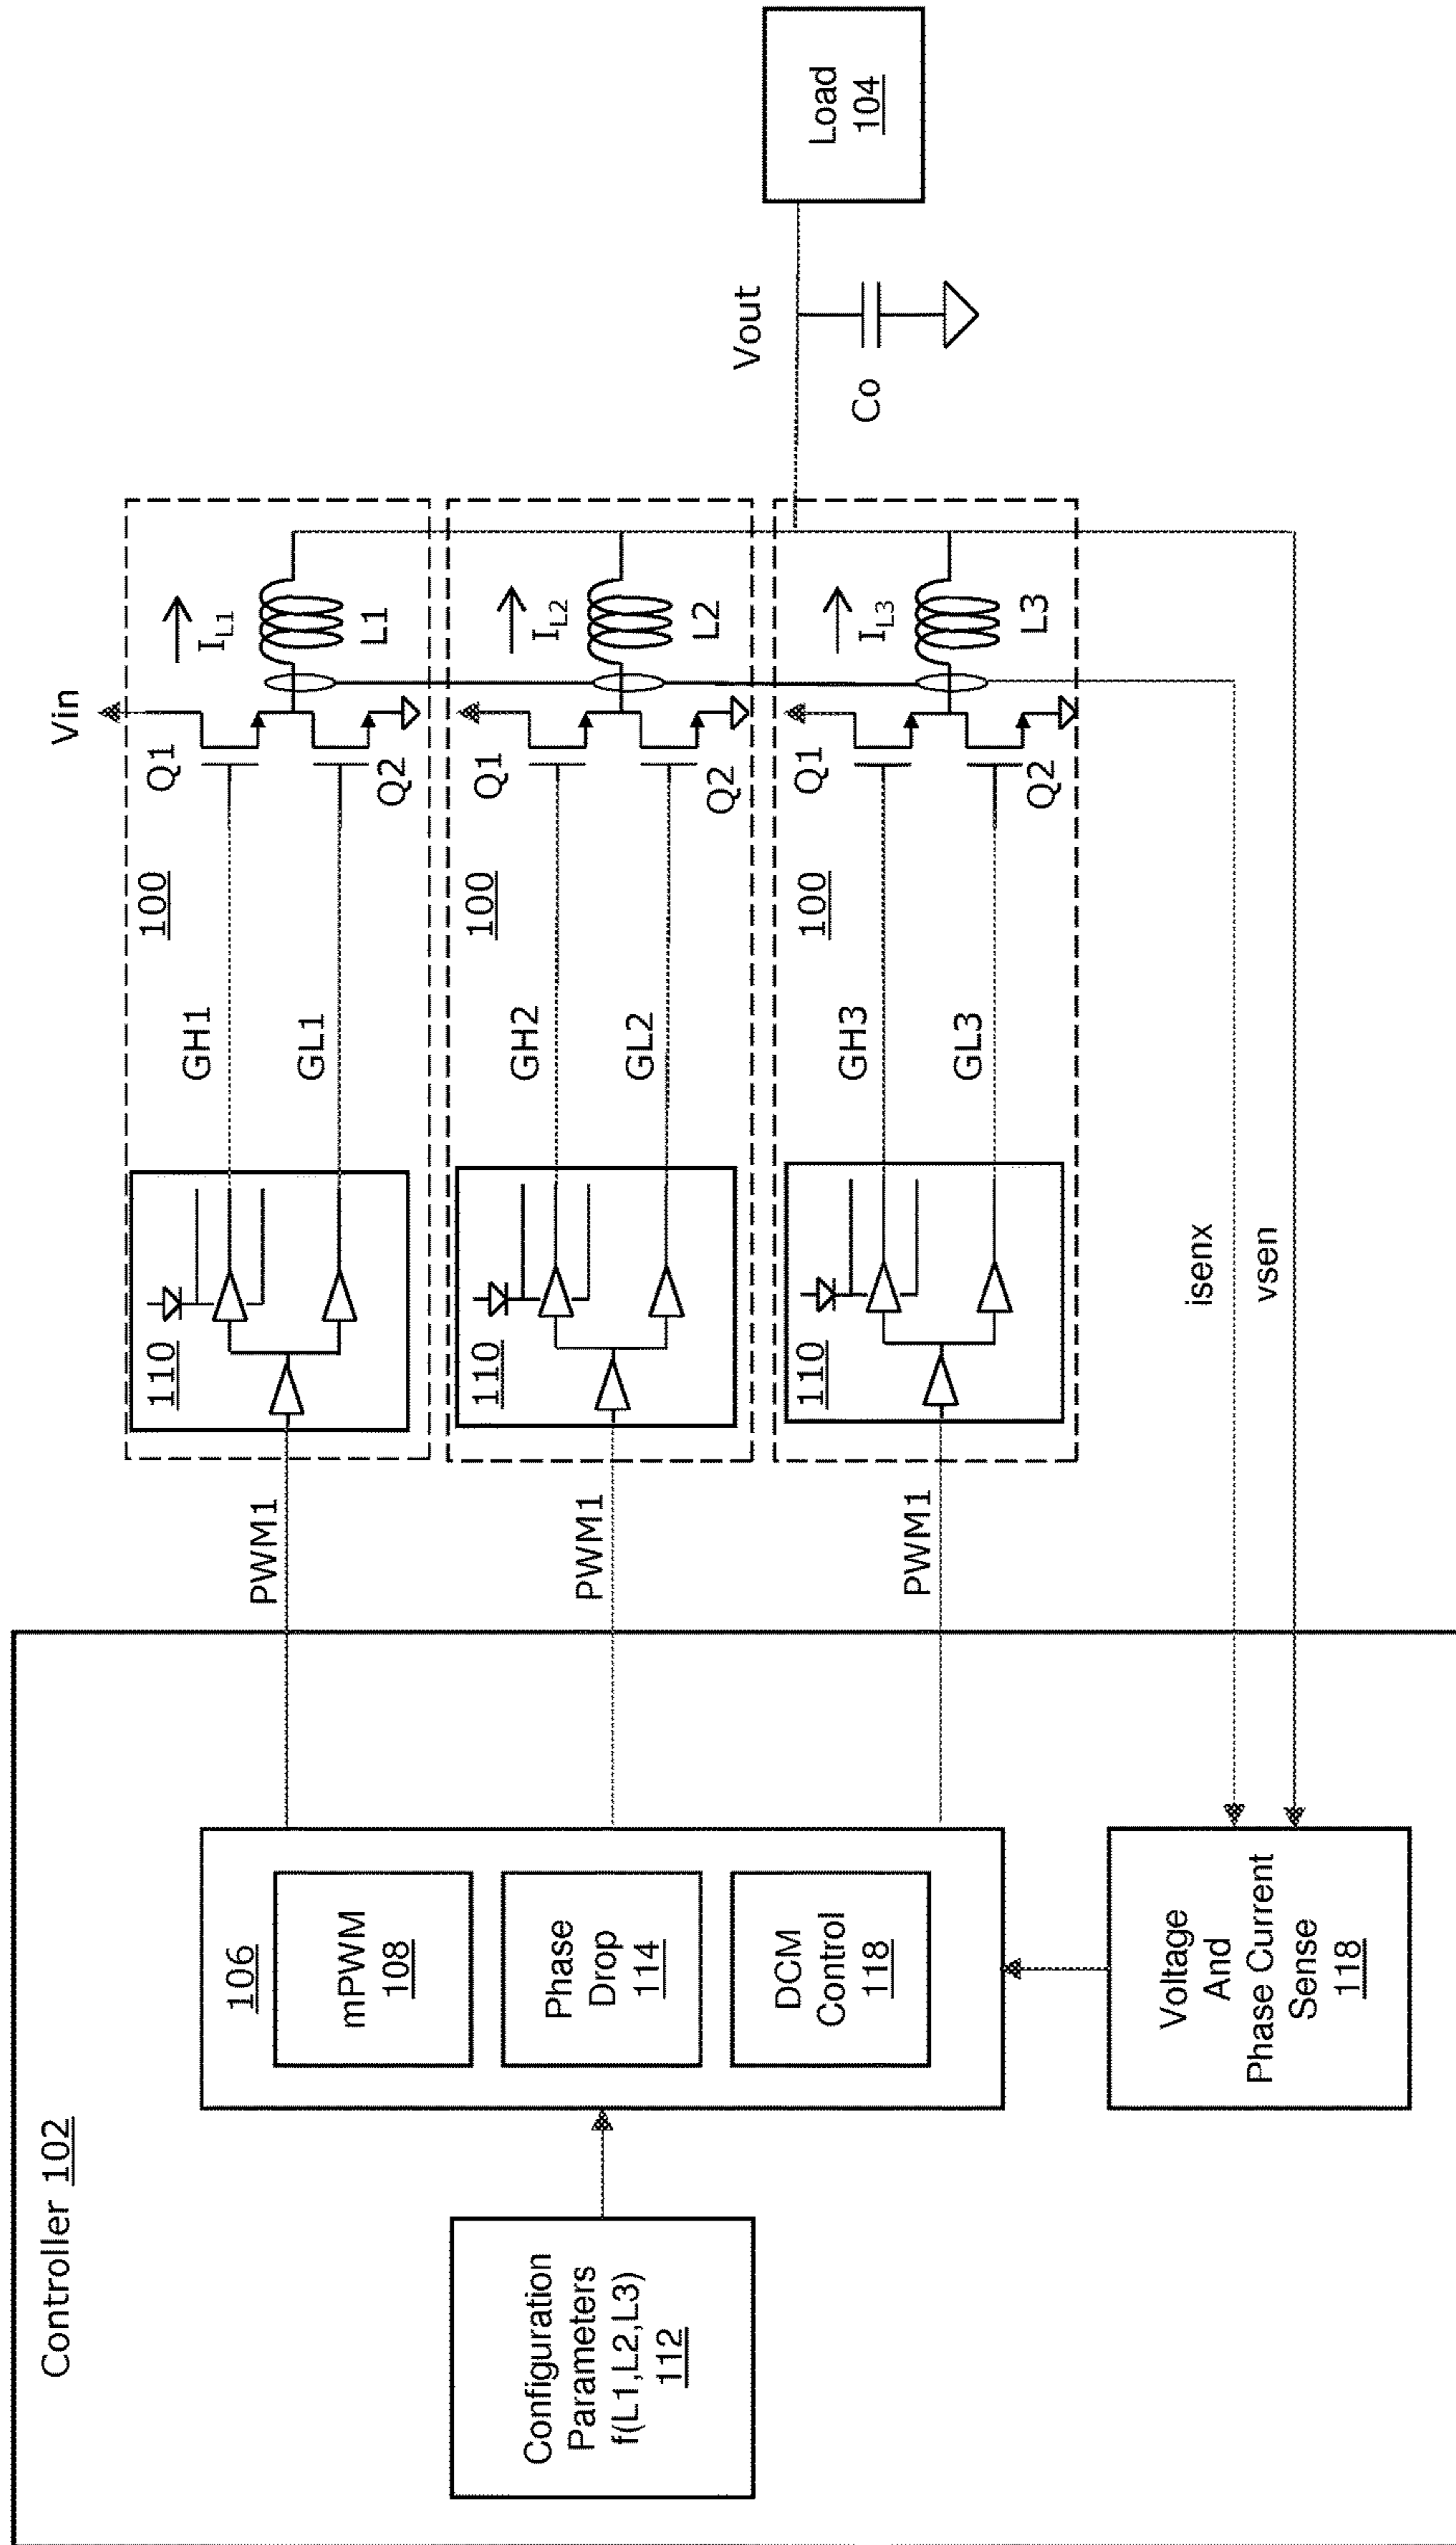 Controller 102
Configuration
Parameters
f(L1,L2,L3)
112
106
mPWM
108
Phase
Drop
114
DCM
Control
118
Voltage
And
Phase Current
Sense
118
PWM1
PWM1
PWM1
110
GH1
GL1
100
Q1
Q2
Vin
IL1
L1
110
GH2
GL2
100
Q1
Q2
IL2
L2
110
GH3
GL3
100
Q1
Q2
IL3
L3
isenx
vsen
Vout
Co
Load
104